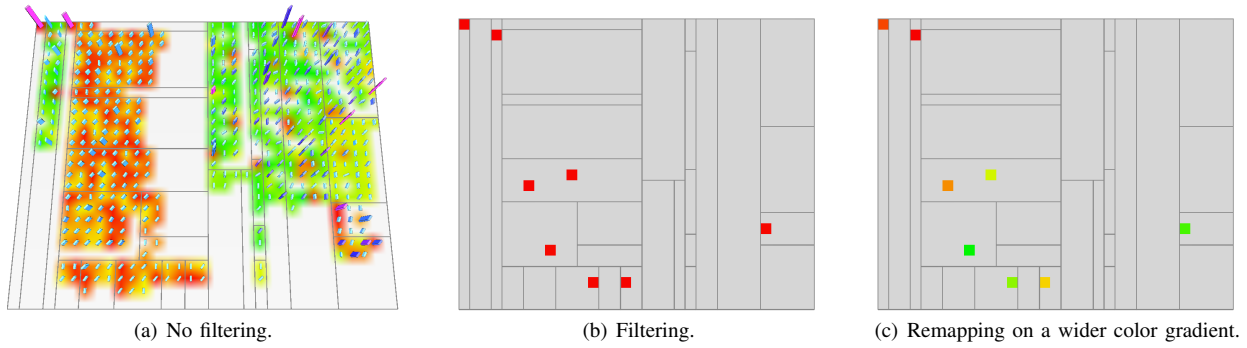 (a) No filtering.
(b) Filtering.
(c) Remapping on a wider color gradient.